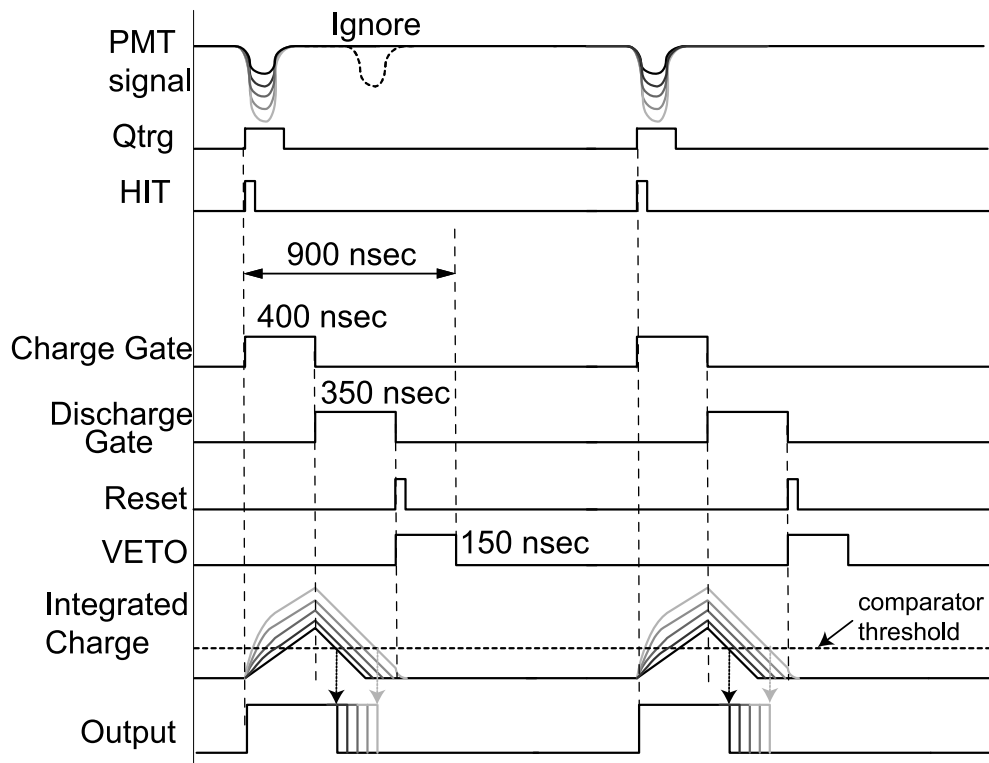 Ignore
PMT
signal
Qtrg
HIT
900 nsec
400 nsec
Charge Gate
350 nsec
Discharge
Gate
Reset
VETO
150 nsec
Integrated
Charge
comparator
threshold
Output